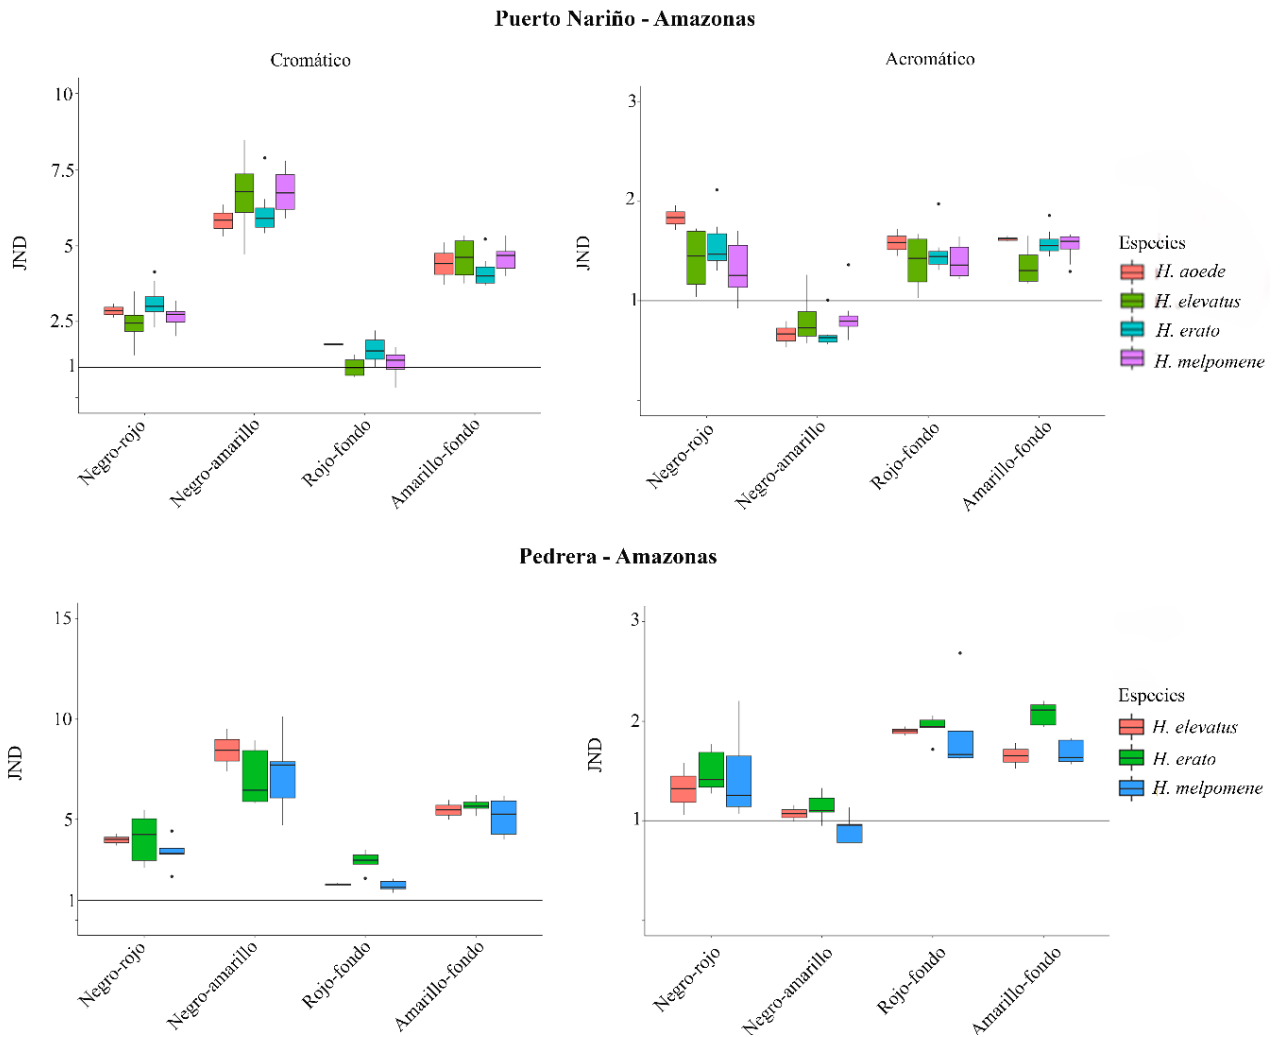 Puerto Nariño - Amazonas
Cromático
Acromático
10
7.5
5
2.5
1
JND
Negro-rojo
Negro-amarillo
Rojo-fondo
Amarillo-fondo
3
2
1
JND
Negro-rojo
Negro-amarillo
Rojo-fondo
Amarillo-fondo
Especies
H. aoede
H. elevatus
H. erato
H. melpomene
Pedrera - Amazonas
15
10
5
1
JND
Negro-rojo
Negro-amarillo
Rojo-fondo
Amarillo-fondo
3
2
1
JND
Negro-rojo
Negro-amarillo
Rojo-fondo
Amarillo-fondo
Especies
H. elevatus
H. erato
H. melpomene